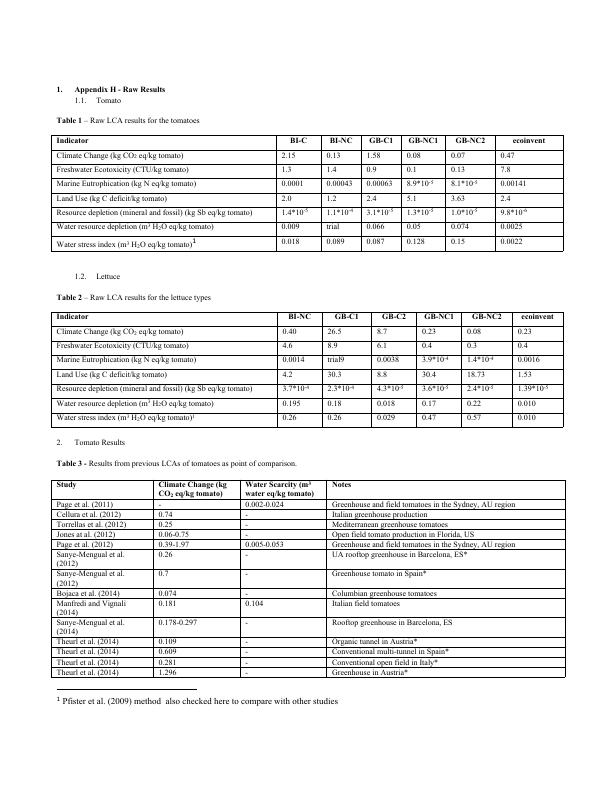 1. Appendix H - Raw Results
1.1. Tomato
Table 1 – Raw LCA results for the tomatoes
Indicator BI-C BI-NC GB-C1 GB-NC1 GB-NC2 ecoinvent
Climate Change (kg CO₂ eq/kg tomato) 2.15 0.13 1.58 0.08 0.07 0.47
Freshwater Ecotoxicity (CTU/kg tomato) 1.3 1.4 0.9 0.1 0.13 7.8
Marine Eutrophication (kg N eq/kg tomato) 0.0001 0.00043 0.00063 8.9*10⁻⁵ 8.1*10⁻⁵ 0.00141
Land Use (kg C deficit/kg tomato) 2.0 1.2 2.4 5.1 3.63 2.4
Resource depletion (mineral and fossil) (kg Sb eq/kg tomato) 1.4*10⁻⁵ 1.1*10⁻⁴ 3.1*10⁻⁵ 1.3*10⁻⁵ 1.0*10⁻⁵ 9.8*10⁻⁶
Water resource depletion (m³ H₂O eq/kg tomato) 0.009 trial 0.066 0.05 0.074 0.0025
Water stress index (m³ H₂O eq/kg tomato)¹ 0.018 0.089 0.087 0.128 0.15 0.0022
1.2. Lettuce
Table 2 – Raw LCA results for the lettuce types
Indicator BI-NC GB-C1 GB-C2 GB-NC1 GB-NC2 ecoinvent
Climate Change (kg CO₂ eq/kg tomato) 0.40 26.5 8.7 0.23 0.08 0.23
Freshwater Ecotoxicity (CTU/kg tomato) 4.6 8.9 6.1 0.4 0.3 0.4
Marine Eutrophication (kg N eq/kg tomato) 0.0014 trial9 0.0038 3.9*10⁻⁴ 1.4*10⁻⁴ 0.0016
Land Use (kg C deficit/kg tomato) 4.2 30.3 8.8 30.4 18.73 1.53
Resource depletion (mineral and fossil) (kg Sb eq/kg tomato) 3.7*10⁻⁴ 2.3*10⁻⁴ 4.3*10⁻⁵ 3.6*10⁻⁵ 2.4*10⁻⁵ 1.39*10⁻⁵
Water resource depletion (m³ H₂O eq/kg tomato) 0.195 0.18 0.018 0.17 0.22 0.010
Water stress index (m³ H₂O eq/kg tomato)¹ 0.26 0.26 0.029 0.47 0.57 0.010
2. Tomato Results
Table 3 - Results from previous LCAs of tomatoes as point of comparison.
Study Climate Change (kg CO₂ eq/kg tomato) Water Scarcity (m³ water eq/kg tomato) Notes
Page et al. (2011) - 0.002-0.024 Greenhouse and field tomatoes in the Sydney, AU region
Cellura et al. (2012) 0.74 - Italian greenhouse production
Torrellas et al. (2012) 0.25 - Mediterranean greenhouse tomatoes
Jones at al. (2012) 0.06-0.75 - Open field tomato production in Florida, US
Page et al. (2012) 0.39-1.97 0.005-0.053 Greenhouse and field tomatoes in the Sydney, AU region
Sanye-Mengual et al. (2012) 0.26 - UA rooftop greenhouse in Barcelona, ES*
Sanye-Mengual et al. (2012) 0.7 - Greenhouse tomato in Spain*
Bojaca et al. (2014) 0.074 - Columbian greenhouse tomatoes
Manfredi and Vignali (2014) 0.181 0.104 Italian field tomatoes
Sanye-Mengual et al. (2014) 0.178-0.297 - Rooftop greenhouse in Barcelona, ES
Theurl et al. (2014) 0.109 - Organic tunnel in Austria*
Theurl et al. (2014) 0.609 - Conventional multi-tunnel in Spain*
Theurl et al. (2014) 0.281 - Conventional open field in Italy*
Theurl et al. (2014) 1.296 - Greenhouse in Austria*
¹ Pfister et al. (2009) method also checked here to compare with other studies